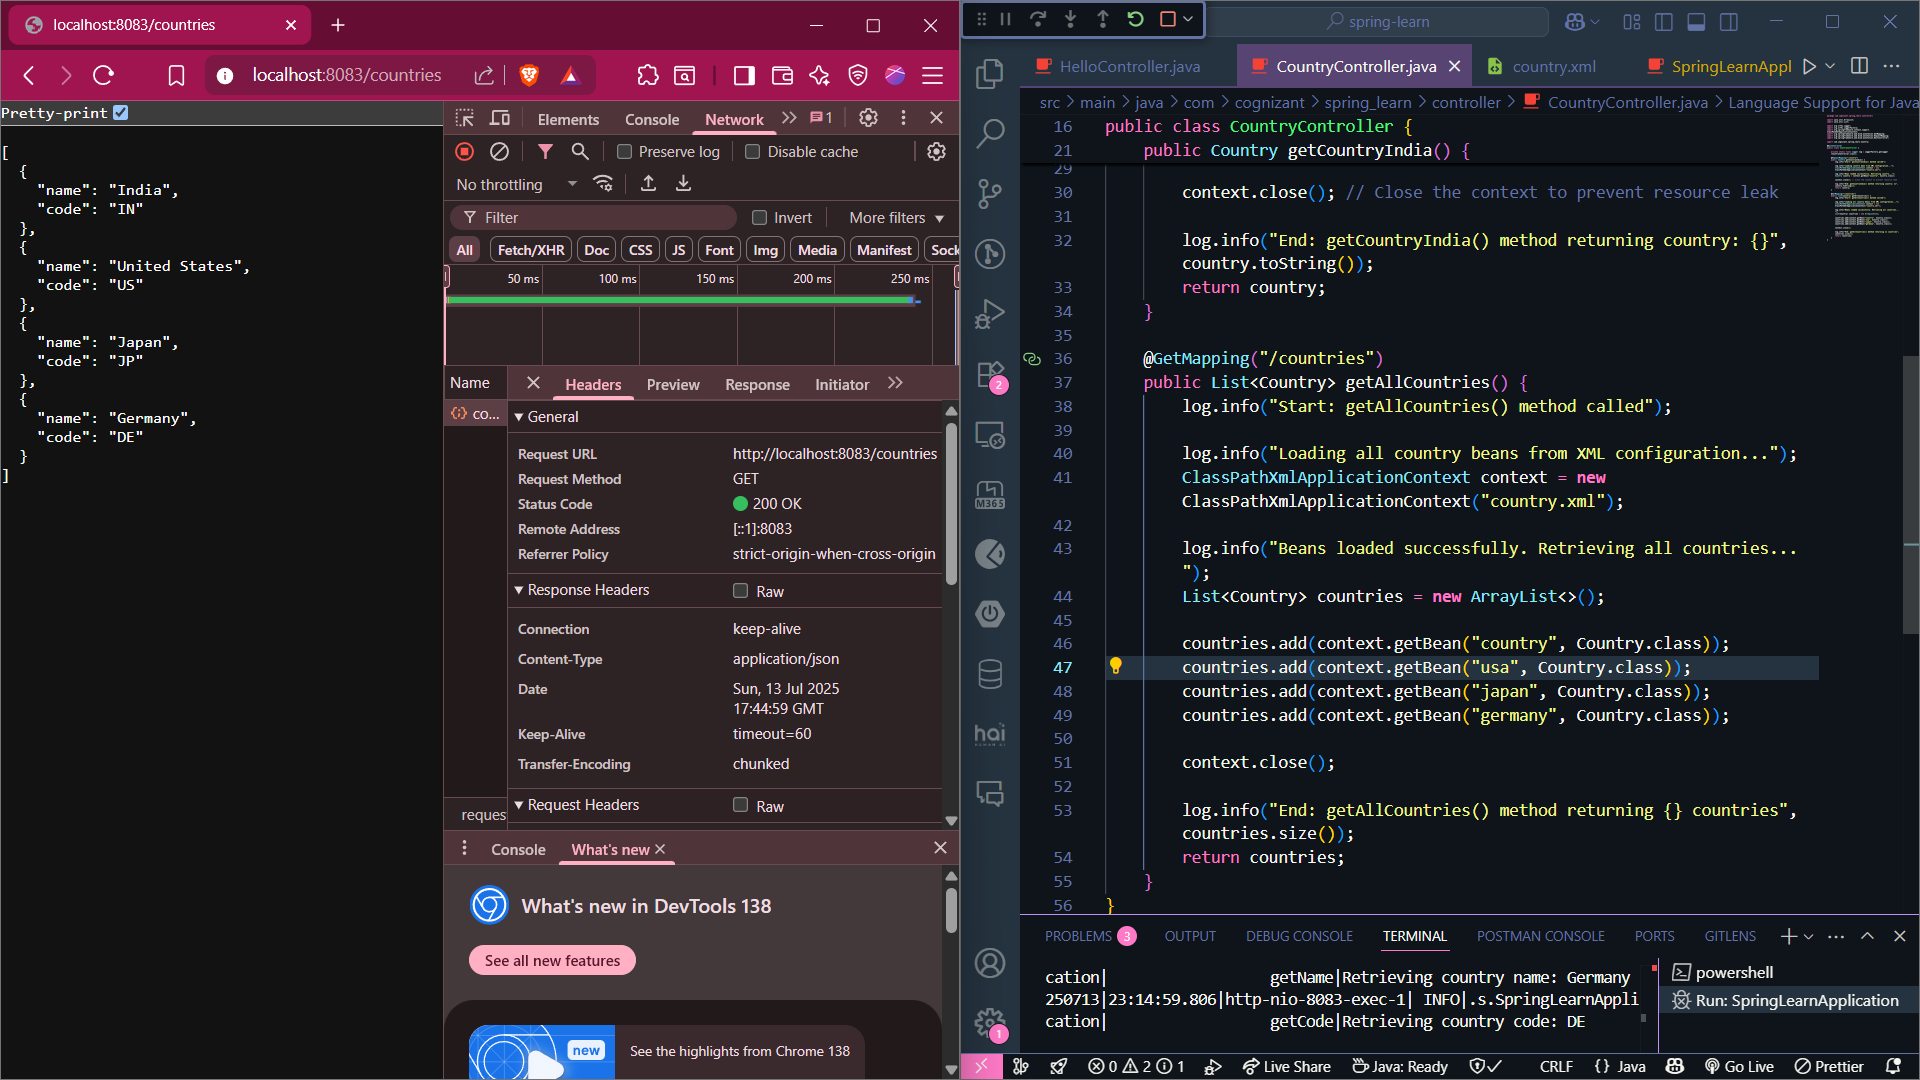 localhost:8083/countries
localhost:8083/countries
Pretty-print
[
{
"name": "India",
"code": "IN"
},
{
"name": "United States",
"code": "US"
},
{
"name": "Japan",
"code": "JP"
},
{
"name": "Germany",
"code": "DE"
}
]
Elements Console Network 1
Preserve log Disable cache
No throttling
Filter Invert More filters
All Fetch/XHR Doc CSS JS Font Img Media Manifest Sock
50 ms 100 ms 150 ms 200 ms 250 ms
Name Headers Preview Response Initiator
co...
General
Request URL http://localhost:8083/countries
Request Method GET
Status Code 200 OK
Remote Address [::1]:8083
Referrer Policy strict-origin-when-cross-origin
Response Headers Raw
Connection keep-alive
Content-Type application/json
Date Sun, 13 Jul 2025
17:44:59 GMT
Keep-Alive timeout=60
Transfer-Encoding chunked
Request Headers Raw
reques
Console What's new
What's new in DevTools 138
See all new features
new
See the highlights from Chrome 138
spring-learn
HelloController.java CountryController.java country.xml SpringLearnAppl
src > main > java > com > cognizant > spring_learn > controller > CountryController.java > Language Support for Java
16 public class CountryController {
21 public Country getCountryIndia() {
29
30 context.close(); // Close the context to prevent resource leak
31
32 log.info("End: getCountryIndia() method returning country: {}",
country.toString());
33 return country;
34 }
35
36 @GetMapping("/countries")
37 public List<Country> getAllCountries() {
38 log.info("Start: getAllCountries() method called");
39
40 log.info("Loading all country beans from XML configuration...");
41 ClassPathXmlApplicationContext context = new
ClassPathXmlApplicationContext("country.xml");
42
43 log.info("Beans loaded successfully. Retrieving all countries...
");
44 List<Country> countries = new ArrayList<>();
45
46 countries.add(context.getBean("country", Country.class));
47 countries.add(context.getBean("usa", Country.class));
48 countries.add(context.getBean("japan", Country.class));
49 countries.add(context.getBean("germany", Country.class));
50
51 context.close();
52
53 log.info("End: getAllCountries() method returning {} countries",
countries.size());
54 return countries;
55 }
56 }
2
M365
hai
1
PROBLEMS 3 OUTPUT DEBUG CONSOLE TERMINAL POSTMAN CONSOLE PORTS GITLENS
cation| getName|Retrieving country name: Germany
250713|23:14:59.806|http-nio-8083-exec-1| INFO|.s.SpringLearnAppli
cation| getCode|Retrieving country code: DE
powershell
Run: SpringLearnApplication
0 2 1 Live Share Java: Ready CRLF {} Java Go Live Prettier